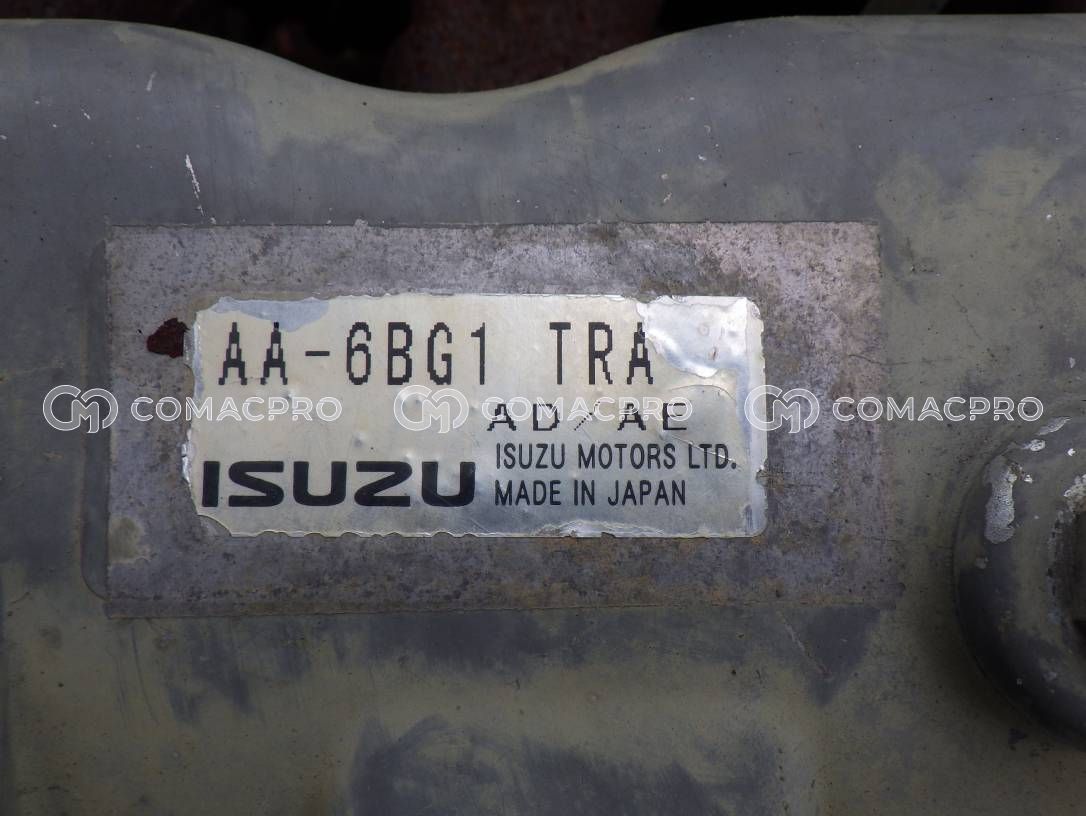 AA-6BG1 TRA
AD/AE
ISUZU
ISUZU MOTORS LTD.
MADE IN JAPAN
COMACPRO COMACPRO COMACPRO